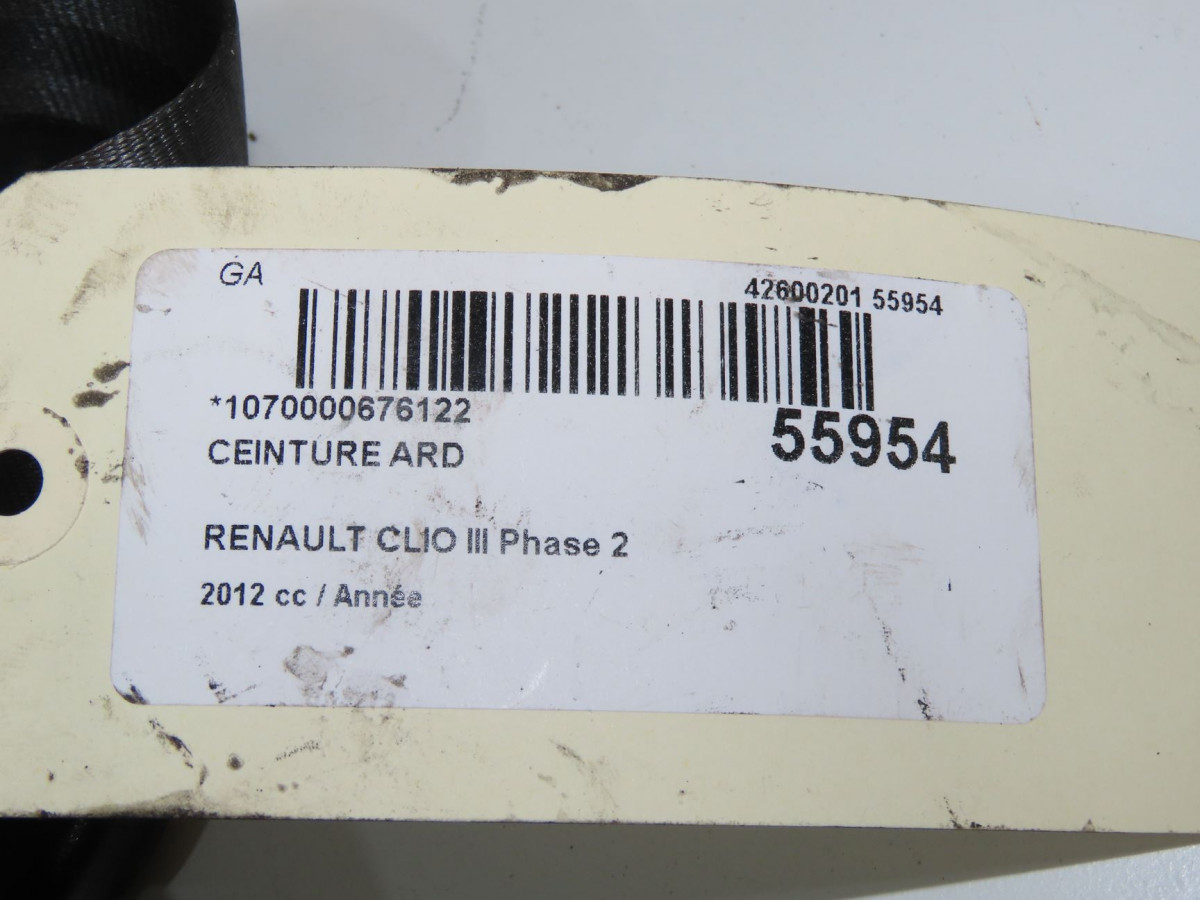 GA
42600201 55954
*1070000676122
55954
CEINTURE ARD
RENAULT CLIO III Phase 2
2012 cc / Année